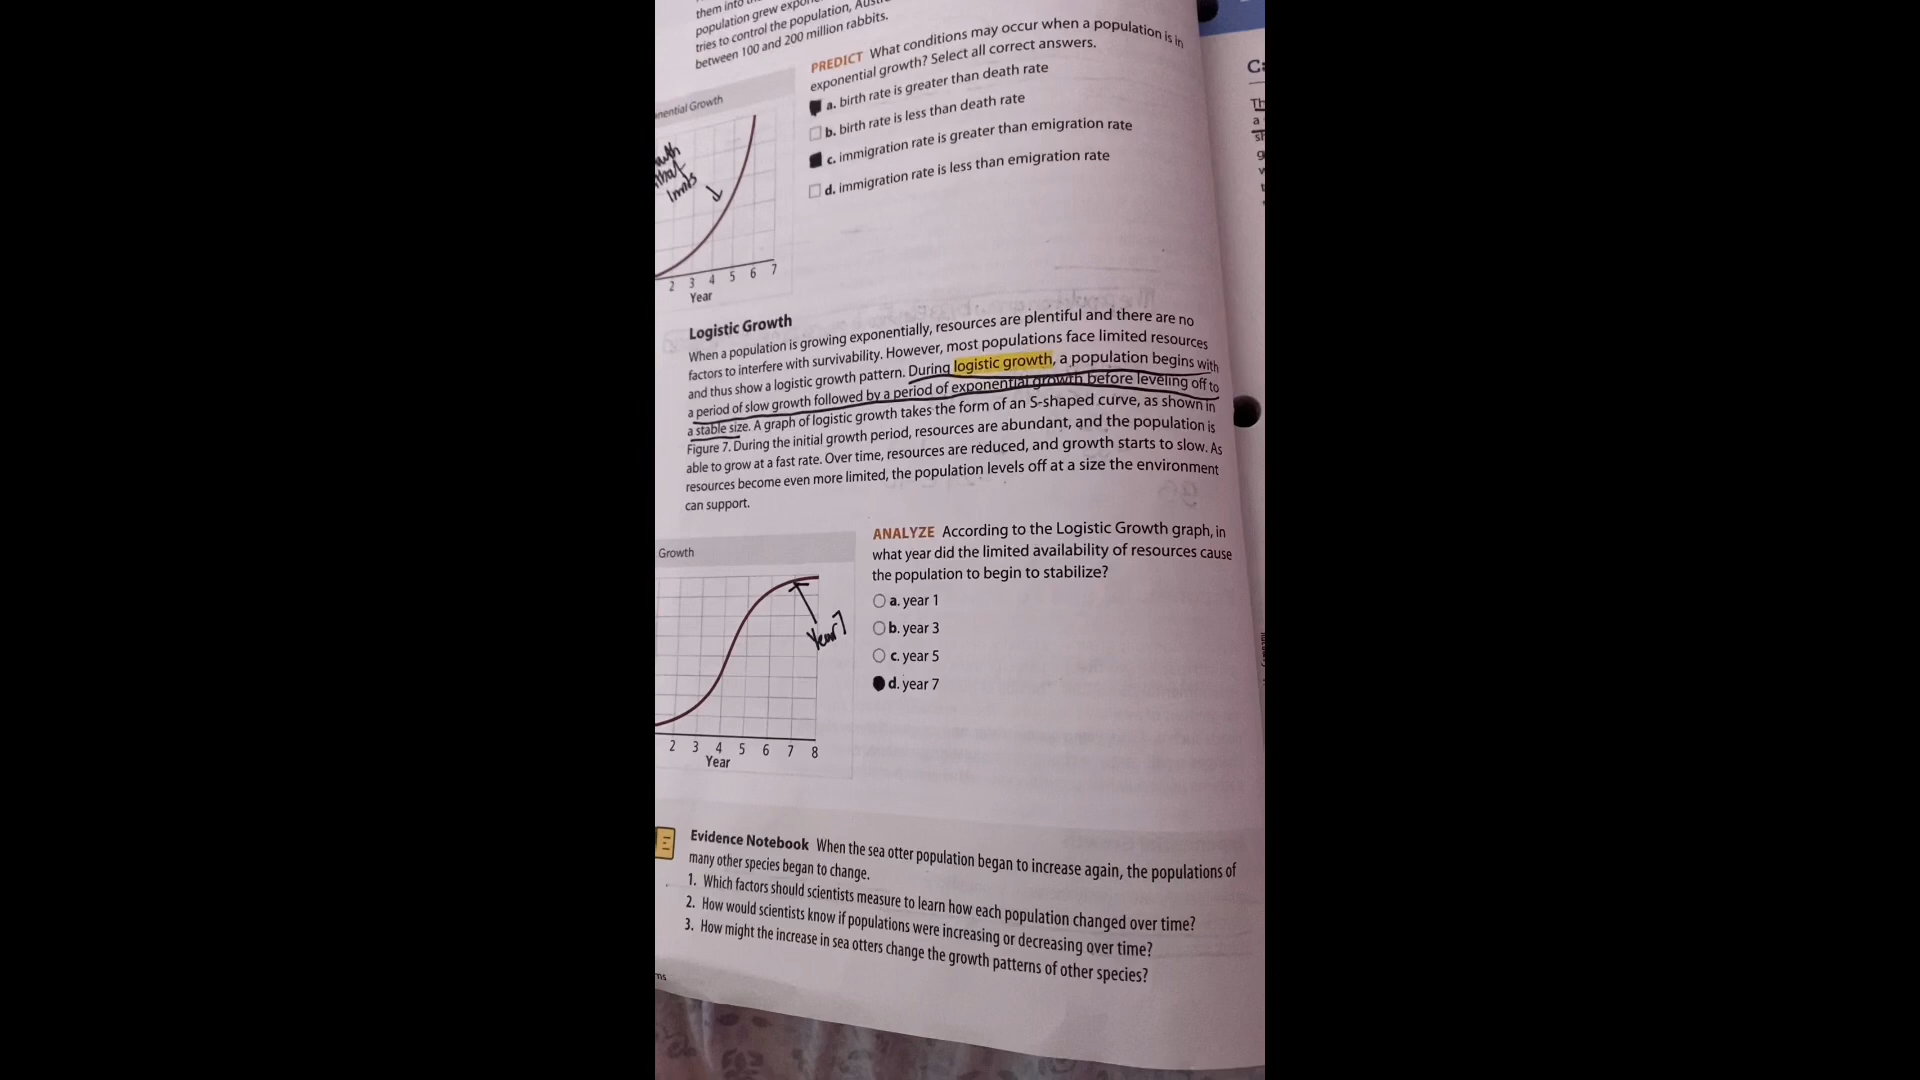 them into
population grew
tries to control the population,
between 100 and 200 million rabbits.
PREDICT What conditions may occur when a population is in
exponential growth? Select all correct answers.
a. birth rate is greater than death rate
b. birth rate is less than death rate
c. immigration rate is greater than emigration rate
d. immigration rate is less than emigration rate
nential Growth
limits
2 3 4 5 6 7
Year
Logistic Growth
When a population is growing exponentially, resources are plentiful and there are no
factors to interfere with survivability. However, most populations face limited resources
and thus show a logistic growth pattern. During logistic growth, a population begins with
a period of slow growth followed by a period of exponential growth before leveling off to
a stable size. A graph of logistic growth takes the form of an S-shaped curve, as shown in
Figure 7. During the initial growth period, resources are abundant, and the population is
able to grow at a fast rate. Over time, resources are reduced, and growth starts to slow. As
resources become even more limited, the population levels off at a size the environment
can support.
Growth
Year 7
2 3 4 5 6 7 8
Year
ANALYZE According to the Logistic Growth graph, in
what year did the limited availability of resources cause
the population to begin to stabilize?
a. year 1
b. year 3
c. year 5
d. year 7
Evidence Notebook When the sea otter population began to increase again, the populations of
many other species began to change.
1. Which factors should scientists measure to learn how each population changed over time?
2. How would scientists know if populations were increasing or decreasing over time?
3. How might the increase in sea otters change the growth patterns of other species?